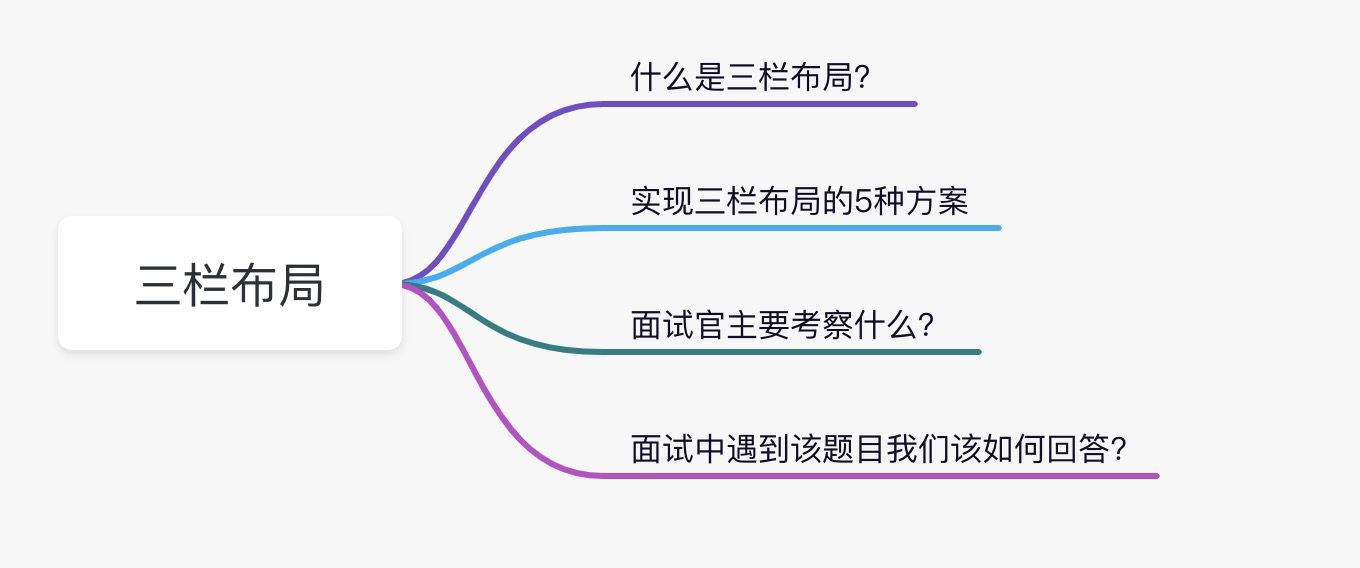 三栏布局
什么是三栏布局?
实现三栏布局的5种方案
面试官主要考察什么?
面试中遇到该题目我们该如何回答?